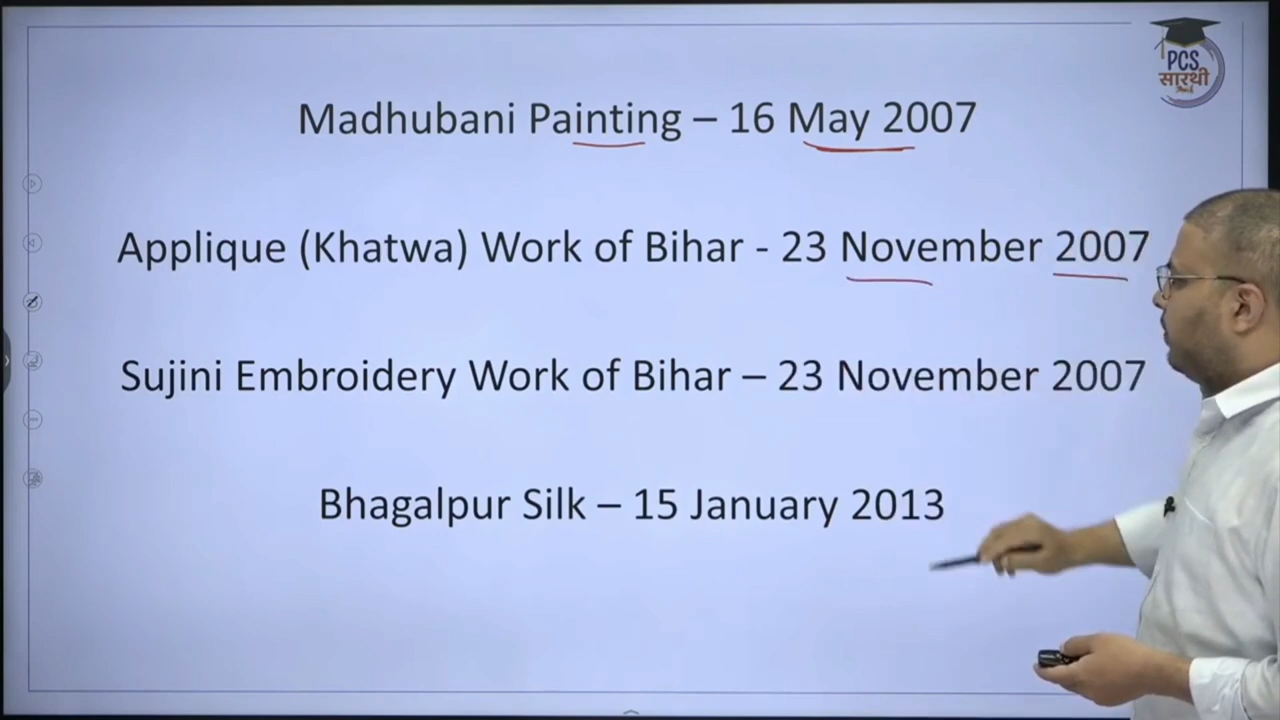 PCS
सारथी
Madhubani Painting – 16 May 2007
Applique (Khatwa) Work of Bihar - 23 November 2007
Sujini Embroidery Work of Bihar – 23 November 2007
Bhagalpur Silk – 15 January 2013